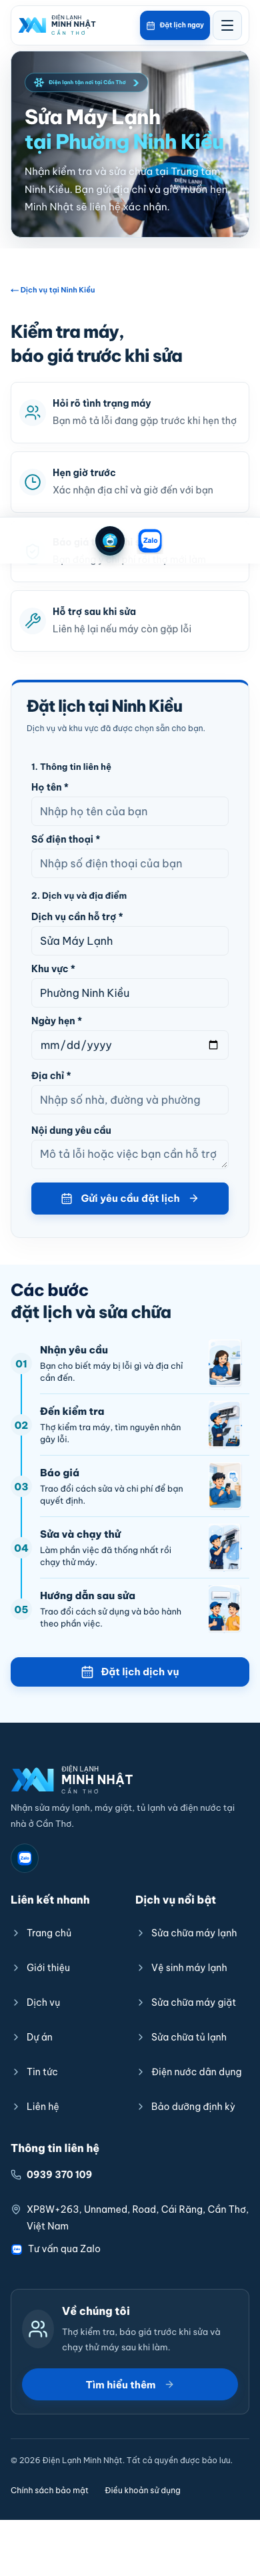 ĐIỆN LẠNH
MINH NHẬT
CẦN THƠ
Đặt lịch ngay
Điện lạnh tận nơi tại Cần Thơ
Sửa Máy Lạnh
tại Phường Ninh Kiều
Nhận kiểm tra và sửa chữa tại Trung tâm
Ninh Kiều. Bạn gửi địa chỉ và giờ muốn hẹn,
Minh Nhật sẽ liên hệ xác nhận.
← Dịch vụ tại Ninh Kiều
Kiểm tra máy,
báo giá trước khi sửa
Hỏi rõ tình trạng máy
Bạn mô tả lỗi đang gặp trước khi hẹn thợ
Hẹn giờ trước
Xác nhận địa chỉ và giờ đến với bạn
Zalo
Hỗ trợ sau khi sửa
Liên hệ lại nếu máy còn gặp lỗi
Đặt lịch tại Ninh Kiều
Dịch vụ và khu vực đã được chọn sẵn cho bạn.
1. Thông tin liên hệ
Họ tên *
Nhập họ tên của bạn
Số điện thoại *
Nhập số điện thoại của bạn
2. Dịch vụ và địa điểm
Dịch vụ cần hỗ trợ *
Sửa Máy Lạnh
Khu vực *
Phường Ninh Kiều
Ngày hẹn *
mm/dd/yyyy
Địa chỉ *
Nhập số nhà, đường và phường
Nội dung yêu cầu
Mô tả lỗi hoặc việc bạn cần hỗ trợ
Gửi yêu cầu đặt lịch →
Các bước
đặt lịch và sửa chữa
01
Nhận yêu cầu
Bạn cho biết máy bị lỗi gì và địa chỉ
cần đến.
02
Đến kiểm tra
Thợ kiểm tra máy, tìm nguyên nhân
gây lỗi.
03
Báo giá
Trao đổi cách sửa và chi phí để bạn
quyết định.
04
Sửa và chạy thử
Làm phần việc đã thống nhất rồi
chạy thử máy.
05
Hướng dẫn sau sửa
Trao đổi cách sử dụng và bảo hành
theo phần việc.
Đặt lịch dịch vụ
ĐIỆN LẠNH
MINH NHẬT
CẦN THƠ
Nhận sửa máy lạnh, máy giặt, tủ lạnh và điện nước tại
nhà ở Cần Thơ.
Zalo
Liên kết nhanh
Trang chủ
Giới thiệu
Dịch vụ
Dự án
Tin tức
Liên hệ
Dịch vụ nổi bật
Sửa chữa máy lạnh
Vệ sinh máy lạnh
Sửa chữa máy giặt
Sửa chữa tủ lạnh
Điện nước dân dụng
Bảo dưỡng định kỳ
Thông tin liên hệ
0939 370 109
XP8W+263, Unnamed, Road, Cái Răng, Cần Thơ,
Việt Nam
Tư vấn qua Zalo
Về chúng tôi
Thợ kiểm tra, báo giá trước khi sửa và
chạy thử máy sau khi làm.
Tìm hiểu thêm →
© 2026 Điện Lạnh Minh Nhật. Tất cả quyền được bảo lưu.
Chính sách bảo mật
Điều khoản sử dụng